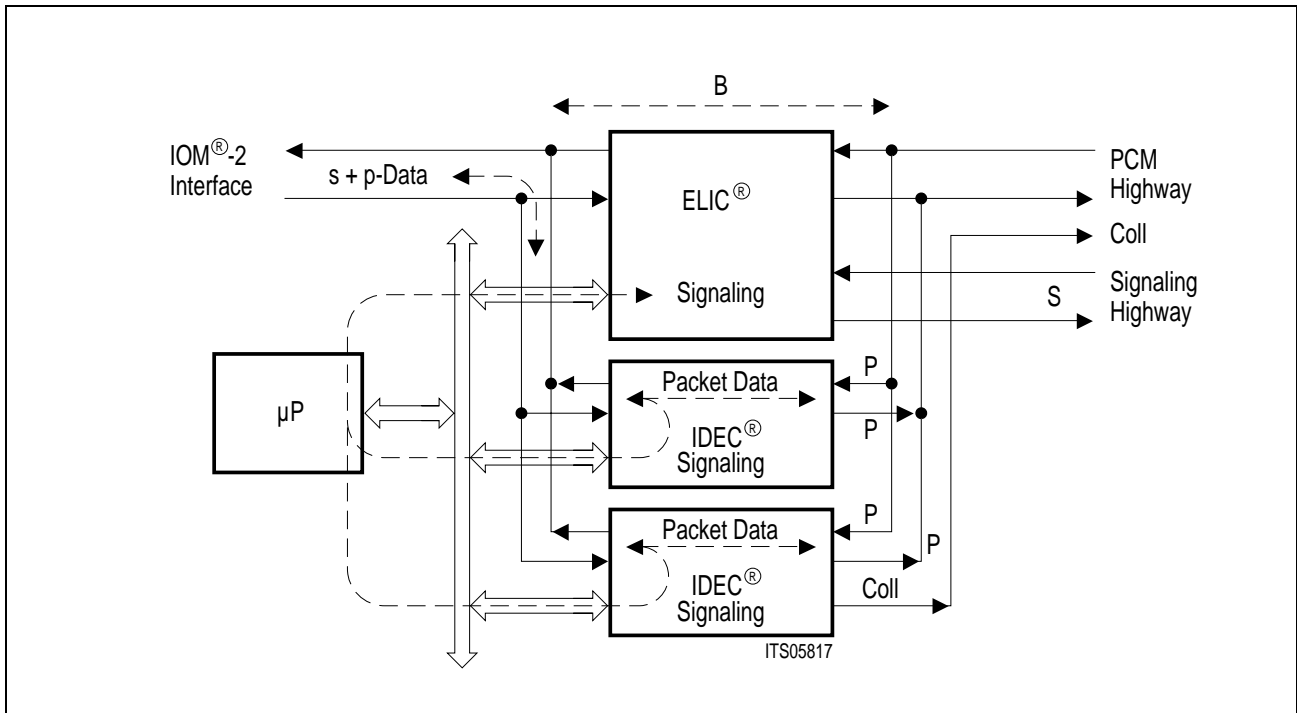 B
IOM®-2
Interface
s + p-Data
ELIC®
Signaling
PCM
Highway
Coll
S
Signaling
Highway
µP
Packet Data
IDEC®
Signaling
P
P
Packet Data
IDEC®
Signaling
P
P
Coll
ITS05817